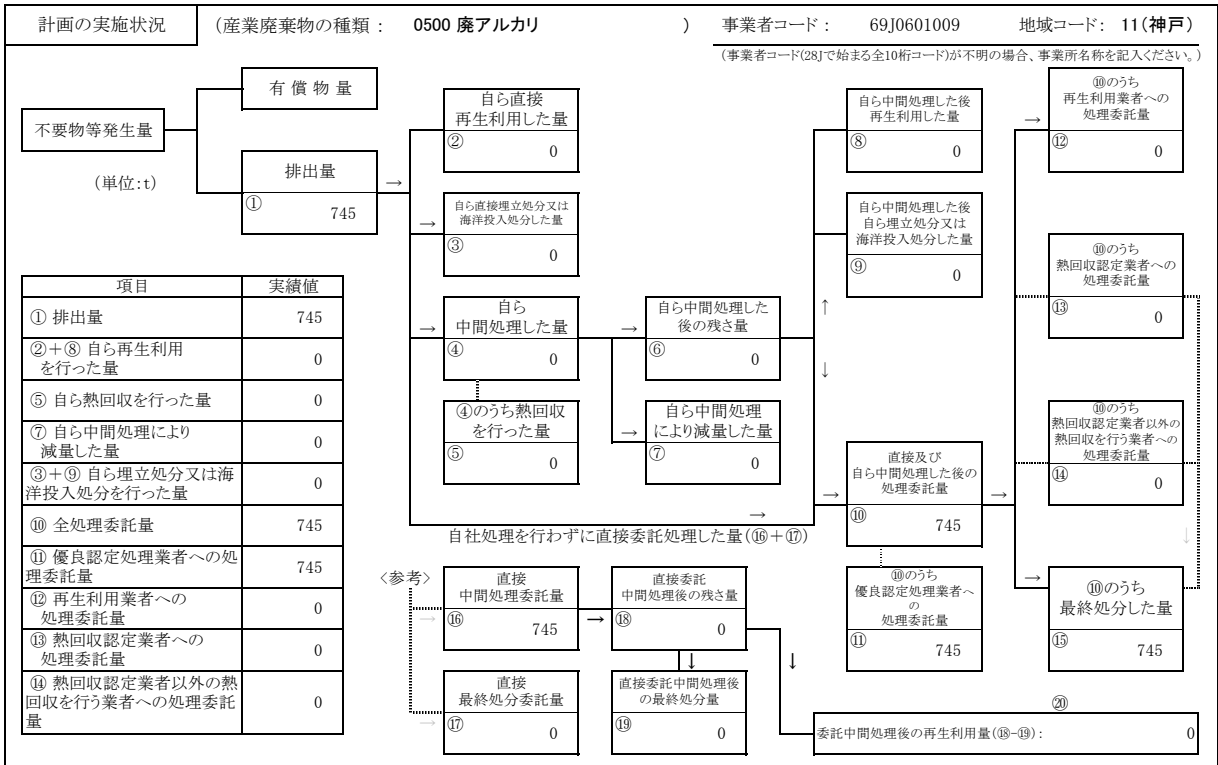 計画の実施状況
(産業廃棄物の種類： 0500 廃アルカリ ）
事業者コード： 69J0601009
地域コード： 11(神戸)
(事業者コード(28Jで始まる全10桁コード)が不明の場合、事業所名称を記入ください。)
不要物等発生量
(単位:t)
有 償 物 量
排出量
→
①
745
自ら直接
再生利用した量
②
0
→
自ら直接埋立処分又は
海洋投入処分した量
③
0
→
自ら
中間処理した量
④
0
④のうち熱回収
を行った量
⑤
0
→
自ら中間処理した
後の残さ量
⑥
0
→
自ら中間処理
により減量した量
⑦
0
自ら中間処理した後
再生利用した量
⑧
0
自ら中間処理した後
自ら埋立処分又は
海洋投入処分した量
⑨
0
↑
↓
→
→
直接及び
自ら中間処理した後の
処理委託量
⑩
745
→
⑩のうち
優良認定処理業者へ
の
処理委託量
⑪
745
→
⑩のうち
再生利用業者への
処理委託量
⑫
0
⑩のうち
熱回収認定業者への
処理委託量
⑬
0
⑩のうち
熱回収認定業者以外の
熱回収を行う業者への
処理委託量
⑭
0
↓
→
⑩のうち
最終処分した量
⑮
745
自社処理を行わずに直接委託処理した量(⑯＋⑰)
項目 実績値
① 排出量 745
②＋⑧ 自ら再生利用
を行った量 0
⑤ 自ら熱回収を行った量 0
⑦ 自ら中間処理により
減量した量 0
③＋⑨ 自ら埋立処分又は海
洋投入処分を行った量 0
⑩ 全処理委託量 745
⑪ 優良認定処理業者への処
理委託量 745
⑫ 再生利用業者への
処理委託量 0
⑬ 熱回収認定業者への
処理委託量 0
⑭ 熱回収認定業者以外の熱
回収を行う業者への処理委託
量 0
〈参考〉
→
直接
中間処理委託量
⑯
745
→
直接委託
中間処理後の残さ量
⑱
0
↓
↓
→
直接
最終処分委託量
⑰
0
直接委託中間処理後
の最終処分量
⑲
0
⑳
委託中間処理後の再生利用量(⑱-⑲)： 0